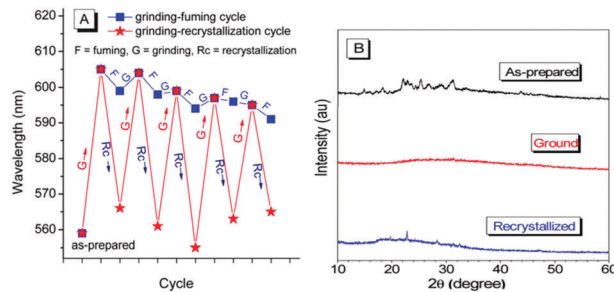 A
grinding-fuming cycle
grinding-recrystallization cycle
F = fuming, G = grinding, Rc = recrystallization
620
610
600
590
580
570
560
Wavelength (nm)
G
F
G
F
G
F
G
F
G
F
G
Rc
G
Rc
G
Rc
G
Rc
G
Rc
as-prepared
Cycle
B
As-prepared
Ground
Recrystallized
Intensity (au)
10
20
30
40
50
60
2θ (degree)